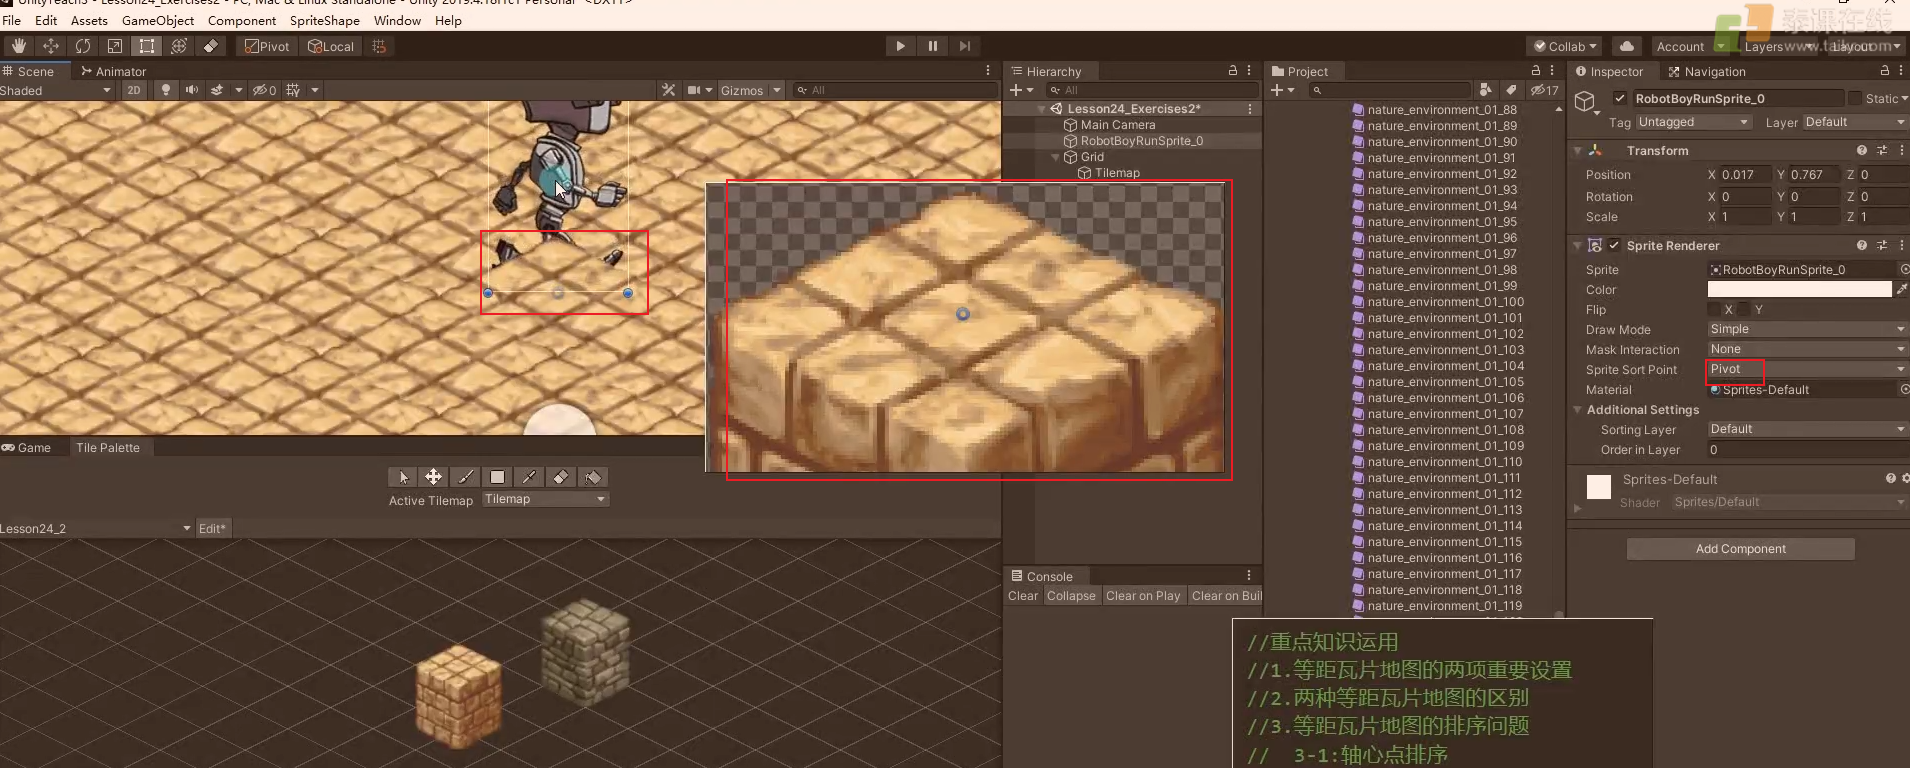 UnityTeach3 - Lesson24_Exercises2 - PC, Mac & Linux Standalone - Unity 2019.4.18f1c1 Personal <DX11>
File Edit Assets GameObject Component SpriteShape Window Help
Pivot Local Collab Account Layers Layout
泰课在线
www.taikr.com
Scene Animator
Shaded 2D 0 Gizmos All
Hierarchy
All
Lesson24_Exercises2*
Main Camera
RobotBoyRunSprite_0
Grid
Tilemap
Project
17
nature_environment_01_88
nature_environment_01_89
nature_environment_01_90
nature_environment_01_91
nature_environment_01_92
nature_environment_01_93
nature_environment_01_94
nature_environment_01_95
nature_environment_01_96
nature_environment_01_97
nature_environment_01_98
nature_environment_01_99
nature_environment_01_100
nature_environment_01_101
nature_environment_01_102
nature_environment_01_103
nature_environment_01_104
nature_environment_01_105
nature_environment_01_106
nature_environment_01_107
nature_environment_01_108
nature_environment_01_109
nature_environment_01_110
nature_environment_01_111
nature_environment_01_112
nature_environment_01_113
nature_environment_01_114
nature_environment_01_115
nature_environment_01_116
nature_environment_01_117
nature_environment_01_118
nature_environment_01_119
Inspector Navigation
RobotBoyRunSprite_0 Static
Tag Untagged Layer Default
Transform
Position X 0.017 Y 0.767 Z 0
Rotation X 0 Y 0 Z 0
Scale X 1 Y 1 Z 1
Sprite Renderer
Sprite RobotBoyRunSprite_0
Color
Flip X Y
Draw Mode Simple
Mask Interaction None
Sprite Sort Point Pivot
Material Sprites-Default
Additional Settings
Sorting Layer Default
Order in Layer 0
Sprites-Default
Shader Sprites/Default
Add Component
Game Tile Palette
Active Tilemap Tilemap
Lesson24_2 Edit*
Console
Clear Collapse Clear on Play Clear on Buil
//重点知识运用
//1.等距瓦片地图的两项重要设置
//2.两种等距瓦片地图的区别
//3.等距瓦片地图的排序问题
// 3-1:轴心点排序